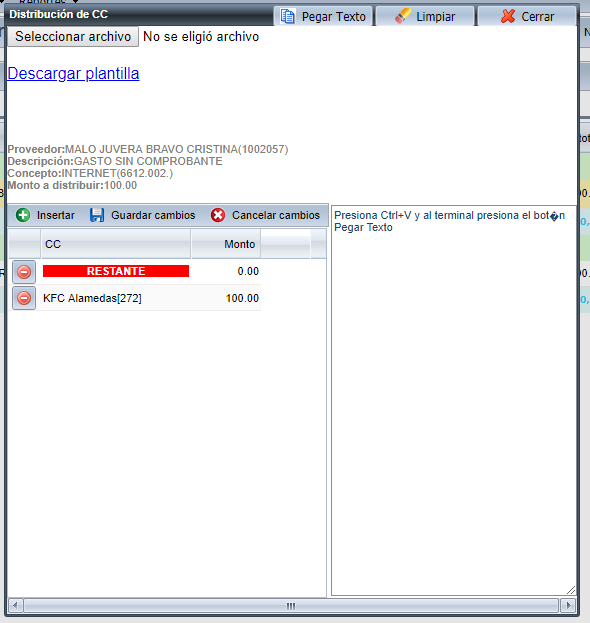 Distribución de CC
Pegar Texto
Limpiar
Cerrar
Seleccionar archivo No se eligió archivo
Descargar plantilla
Proveedor:MALO JUVERA BRAVO CRISTINA(1002057)
Descripción:GASTO SIN COMPROBANTE
Concepto:INTERNET(6612.002.)
Monto a distribuir:100.00
Insertar Guardar cambios Cancelar cambios
CC Monto
RESTANTE 0.00
KFC Alamedas[272] 100.00
Presiona Ctrl+V y al terminal presiona el bot�n
Pegar Texto